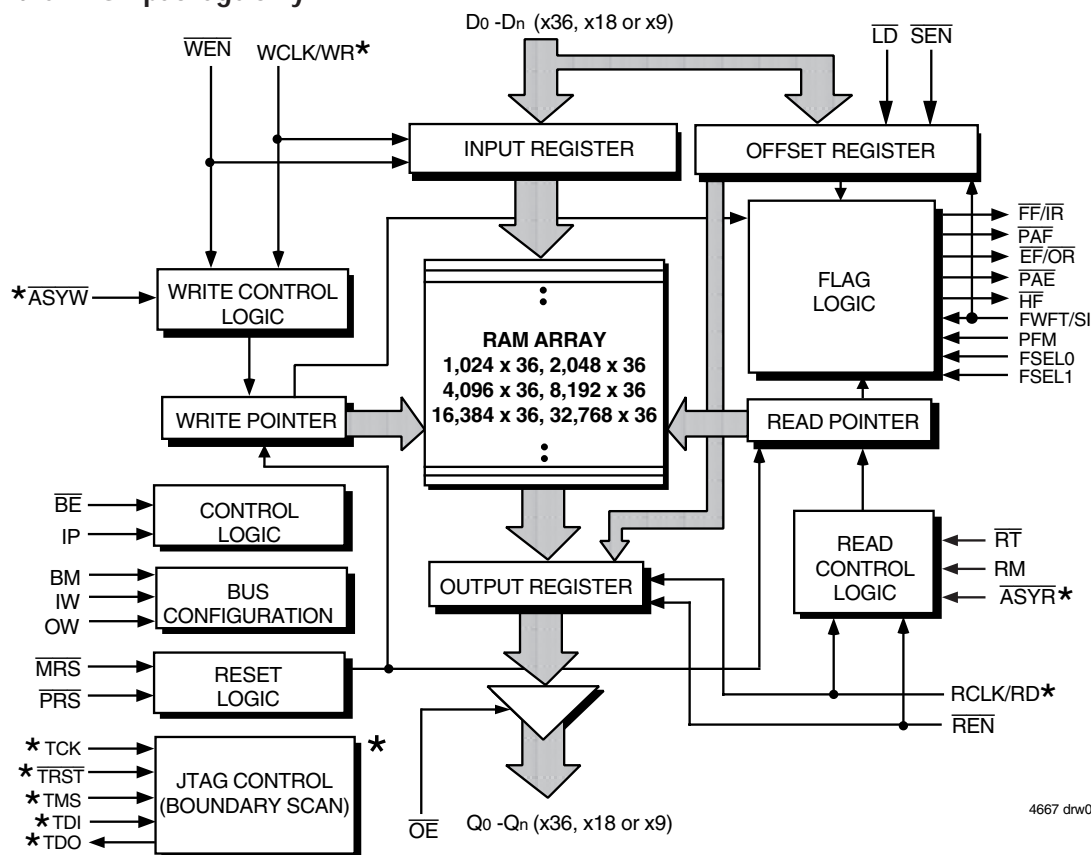 D0 -Dn (x36, x18 or x9)
WEN
WCLK/WR*
LD
SEN
INPUT REGISTER
OFFSET REGISTER
*ASYW
WRITE CONTROL
LOGIC
FLAG
LOGIC
FF/IR
PAF
EF/OR
PAE
HF
FWFT/SI
PFM
FSEL0
FSEL1
RAM ARRAY
1,024 x 36, 2,048 x 36
4,096 x 36, 8,192 x 36
16,384 x 36, 32,768 x 36
WRITE POINTER
READ POINTER
BE
IP
CONTROL
LOGIC
BM
IW
OW
BUS
CONFIGURATION
READ
CONTROL
LOGIC
RT
RM
ASYR*
OUTPUT REGISTER
MRS
PRS
RESET
LOGIC
RCLK/RD*
REN
*TCK
*TRST
*TMS
*TDI
*TDO
JTAG CONTROL
(BOUNDARY SCAN)
*
OE
Q0 -Qn (x36, x18 or x9)